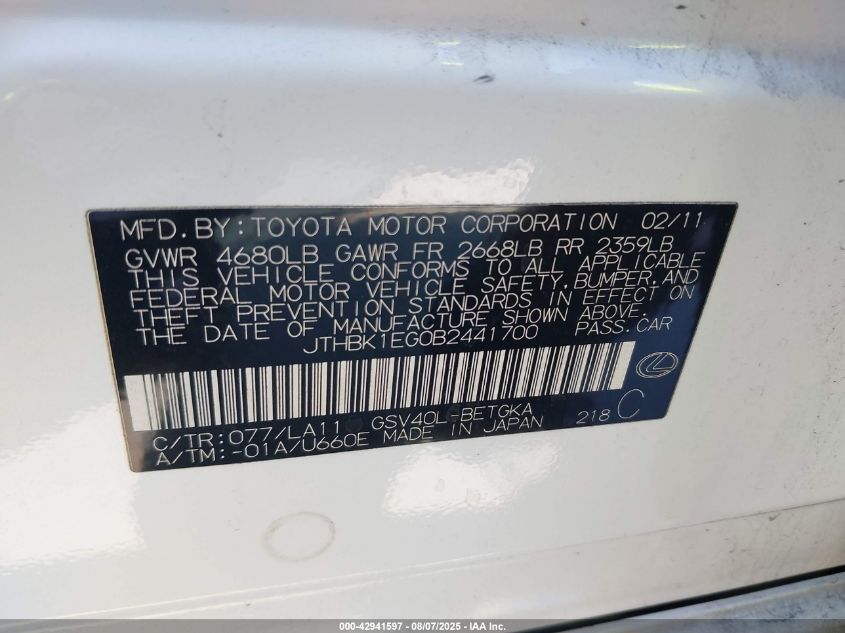 MFD.BY:TOYOTA MOTOR CORPORATION 02/11
GVWR 4680LB GAWR FR 2668LB RR 2359LB
THIS VEHICLE CONFORMS TO ALL APPLICABLE
FEDERAL MOTOR VEHICLE SAFETY,BUMPER,AND
THEFT PREVENTION STANDARDS IN EFFECT ON
THE DATE OF MANUFACTURE SHOWN ABOVE.
JTHBK1EG0B2441700 PASS.CAR
C/TR:077/LA11 GSV40L-BETGKA 218 C
A/TM:-01A/U660E MADE IN JAPAN
000-42941597 - 08/07/2025 - IAA Inc.